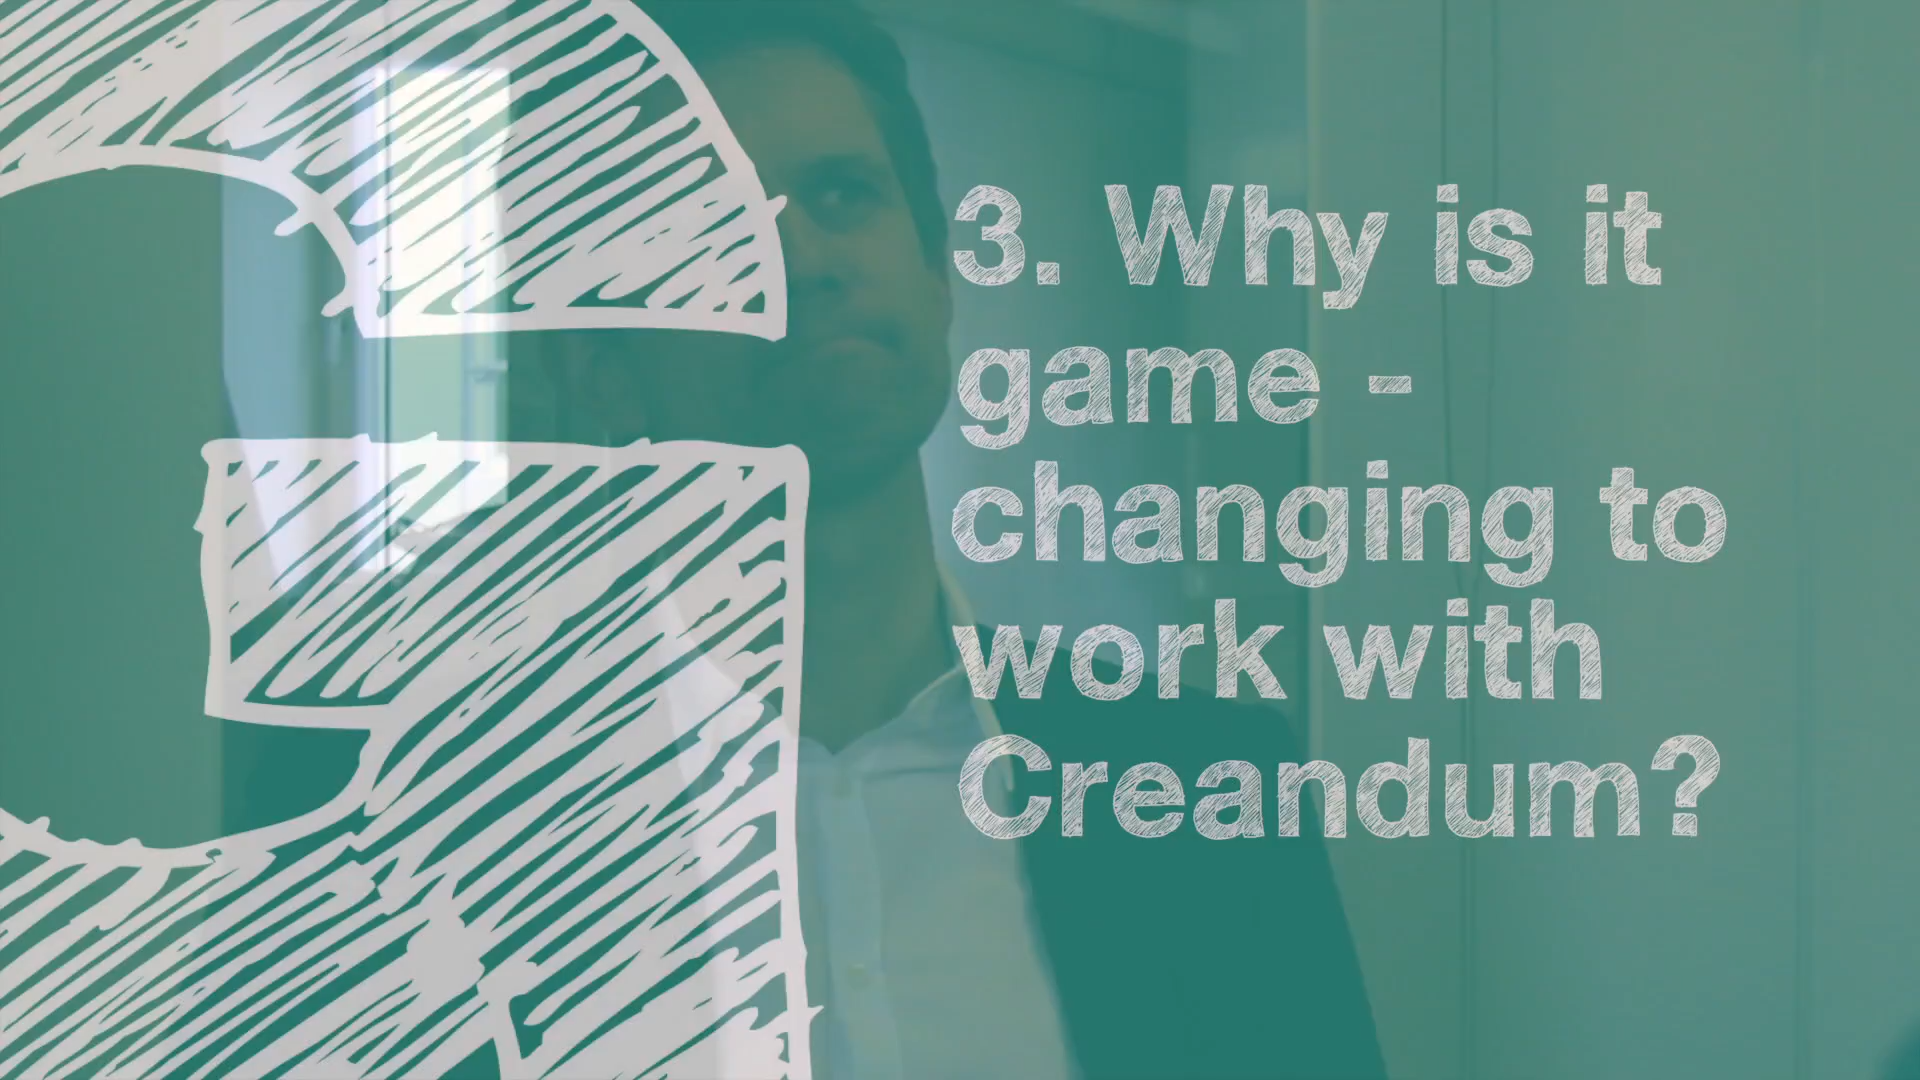 G
3. Why is it
game -
changing to
work with
Creandum?